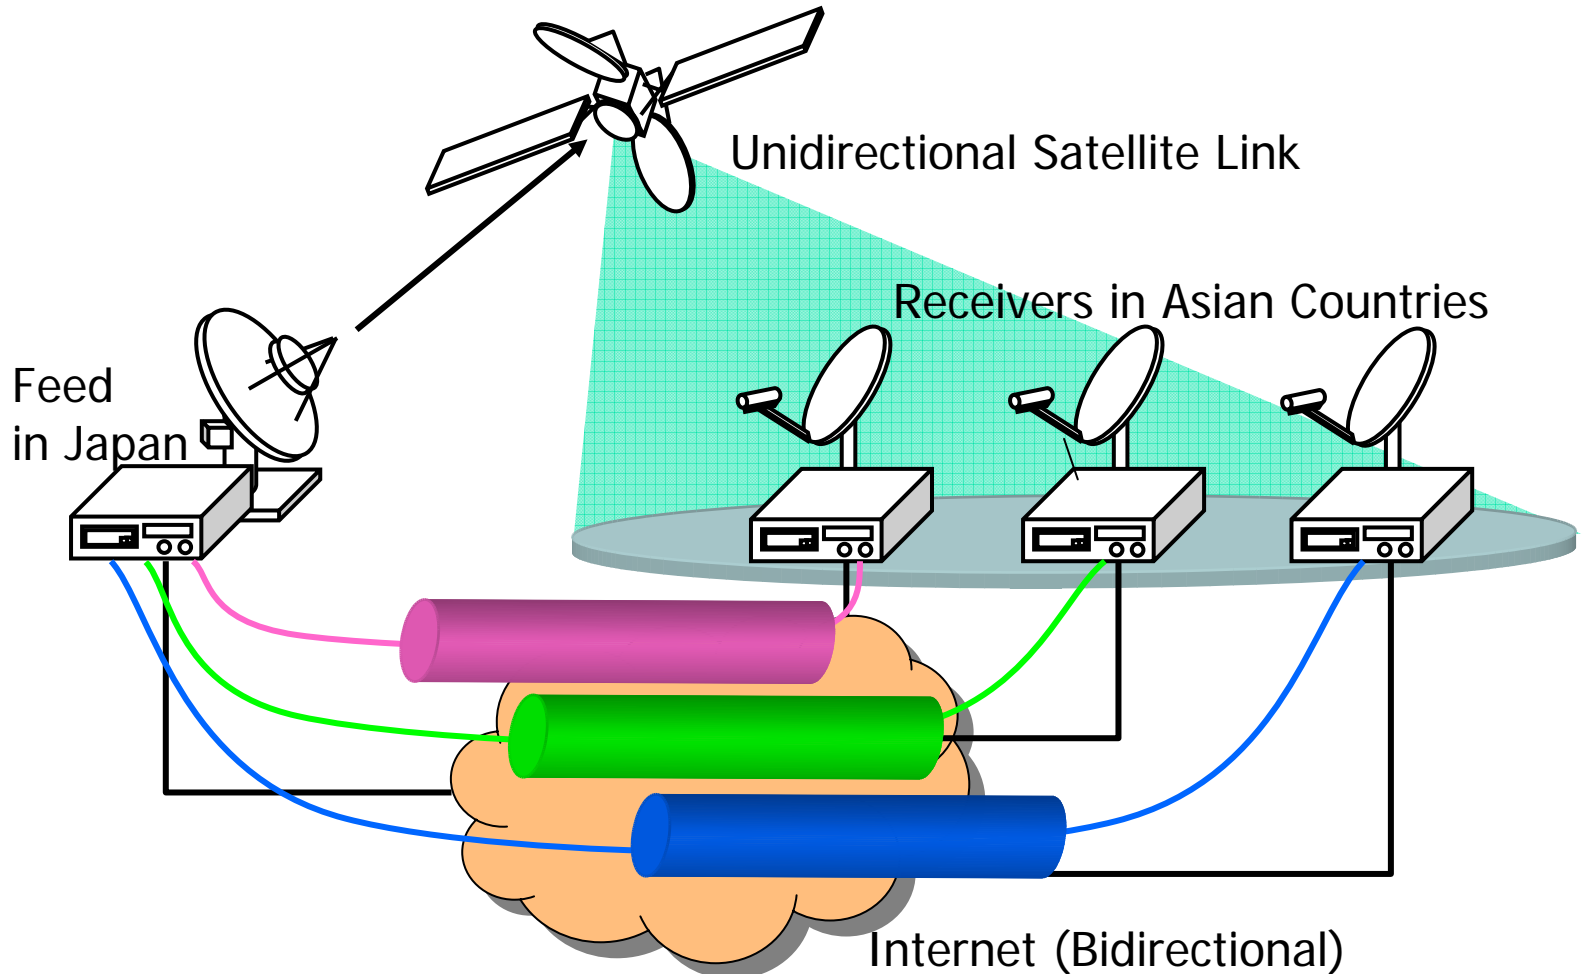 Unidirectional Satellite Link
Receivers in Asian Countries
Feed
in Japan
Internet (Bidirectional)